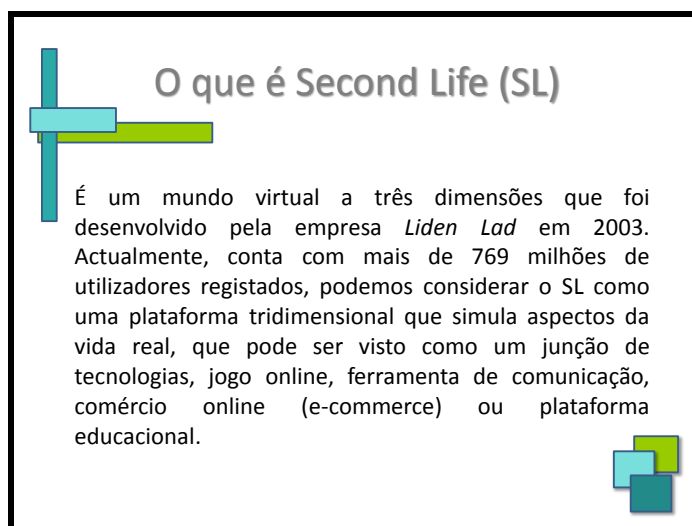 O que é Second Life (SL)
É um mundo virtual a três dimensões que foi
desenvolvido pela empresa Liden Lad em 2003.
Actualmente, conta com mais de 769 milhões de
utilizadores registados, podemos considerar o SL como
uma plataforma tridimensional que simula aspectos da
vida real, que pode ser visto como um junção de
tecnologias, jogo online, ferramenta de comunicação,
comércio online (e-commerce) ou plataforma
educacional.